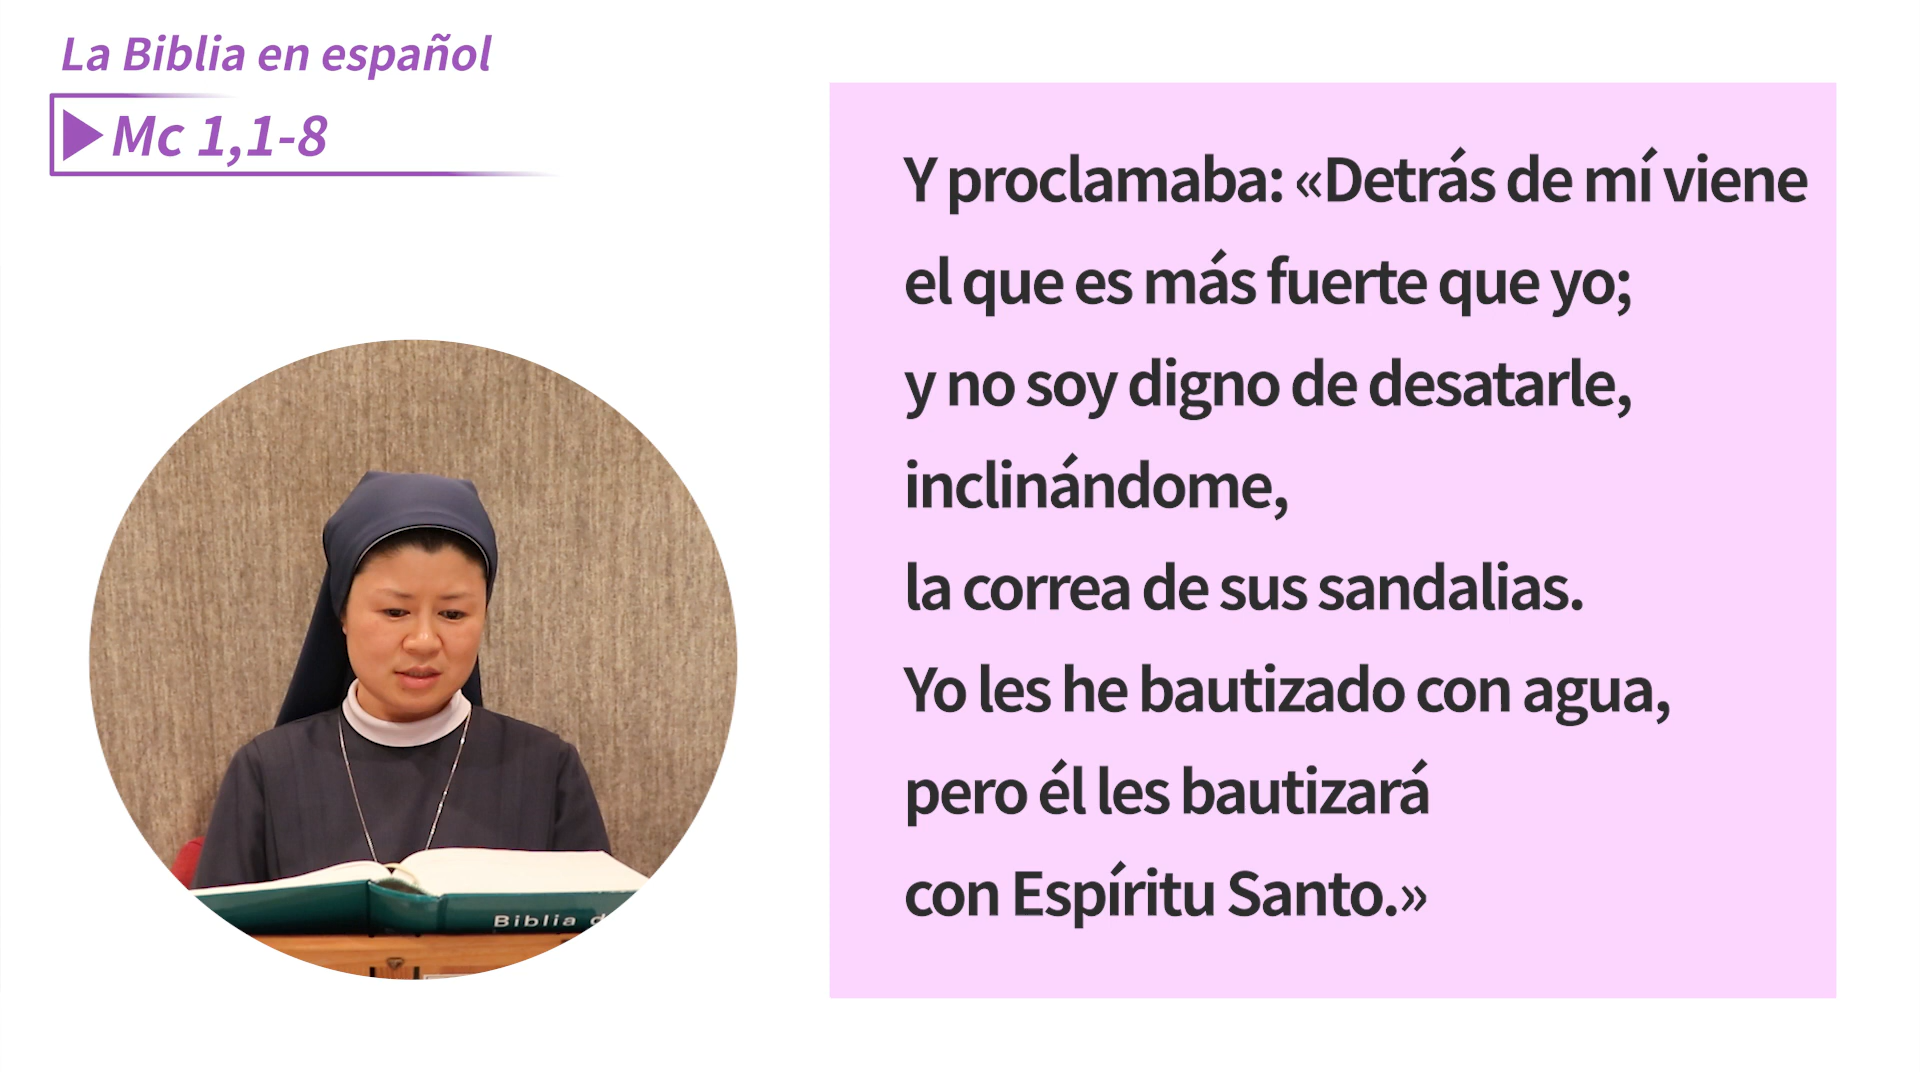 La Biblia en español
Mc 1,1-8
Y proclamaba: «Detrás de mí viene
el que es más fuerte que yo;
y no soy digno de desatarle,
inclinándome,
la correa de sus sandalias.
Yo les he bautizado con agua,
pero él les bautizará
con Espíritu Santo.»
Biblia